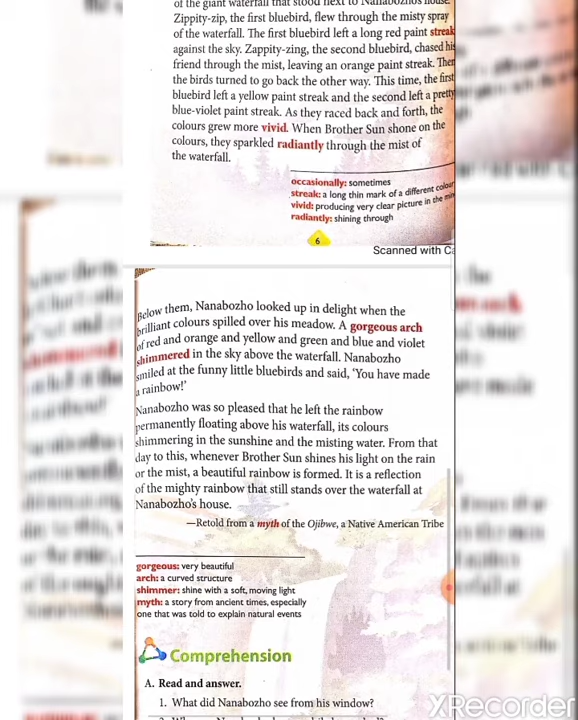 of the giant waterfall that stood next to Nanabozho's house.
Zippity-zip, the first bluebird, flew through the misty spray
of the waterfall. The first bluebird left a long red paint streak
against the sky. Zappity-zing, the second bluebird, chased his
friend through the mist, leaving an orange paint streak. Then
the birds turned to go back the other way. This time, the first
bluebird left a yellow paint streak and the second left a pretty
blue-violet paint streak. As they raced back and forth, the
colours grew more vivid. When Brother Sun shone on the
colours, they sparkled radiantly through the mist of
the waterfall.
occasionally: sometimes
streak: a long thin mark of a different colour
vivid: producing very clear picture in the
radiantly: shining through
6
Scanned with
Below them, Nanabozho looked up in delight when the
brilliant colours spilled over his meadow. A gorgeous arch
of red and orange and yellow and green and blue and violet
shimmered in the sky above the waterfall. Nanabozho
smiled at the funny little bluebirds and said, 'You have made
a rainbow!'
Nanabozho was so pleased that he left the rainbow
permanently floating above his waterfall, its colours
shimmering in the sunshine and the misting water. From that
day to this, whenever Brother Sun shines his light on the rain
or the mist, a beautiful rainbow is formed. It is a reflection
of the mighty rainbow that still stands over the waterfall at
Nanabozho's house.
—Retold from a myth of the Ojibwe, a Native American Tribe
gorgeous: very beautiful
arch: a curved structure
shimmer: shine with a soft, moving light
myth: a story from ancient times, especially
one that was told to explain natural events
Comprehension
A. Read and answer.
1. What did Nanabozho see from his window?
XRecorder